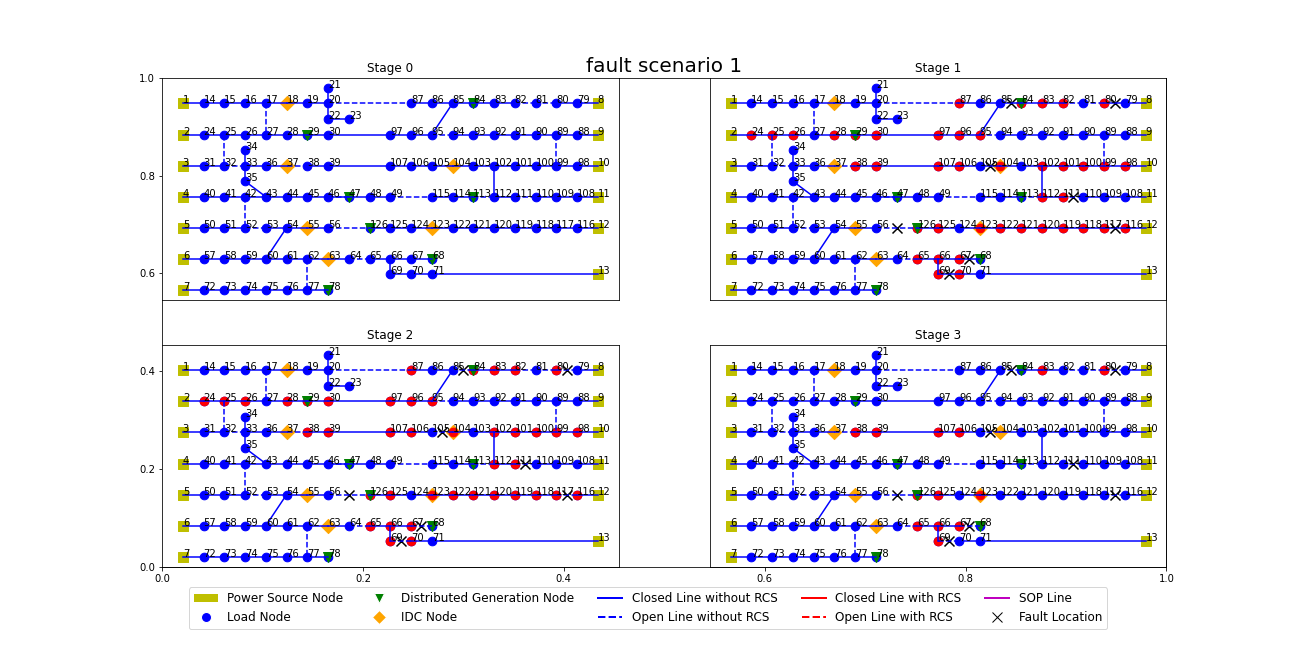 fault scenario 1
Stage 0
21
1 14 15 16 17 18 19 20 87 86 85 84 83 82 81 80 79 8
22 23
2 24 25 26 27 28 29 30 97 96 95 94 93 92 91 90 89 88 9
34
3 31 32 33 36 37 38 39 107 106 105 104 103 102 101 100 99 98 10
35
4 40 41 42 43 44 45 46 47 48 49 115 114 113 112 111 110 109 108 11
5 50 51 52 53 54 55 56 126 125 124 123 122 121 120 119 118 117 116 12
6 57 58 59 60 61 62 63 64 65 66 67 68
69 70 71 13
7 72 73 74 75 76 77 78
Stage 1
21
1 14 15 16 17 18 19 20 87 86 85 84 83 82 81 80 79 8
22 23
2 24 25 26 27 28 29 30 97 96 95 94 93 92 91 90 89 88 9
34
3 31 32 33 36 37 38 39 107 106 105 104 103 102 101 100 99 98 10
35
4 40 41 42 43 44 45 46 47 48 49 115 114 113 112 111 110 109 108 11
5 50 51 52 53 54 55 56 126 125 124 123 122 121 120 119 118 117 116 12
6 57 58 59 60 61 62 63 64 65 66 67 68
69 70 71 13
7 72 73 74 75 76 77 78
Stage 2
21
1 14 15 16 17 18 19 20 87 86 85 84 83 82 81 80 79 8
22 23
2 24 25 26 27 28 29 30 97 96 95 94 93 92 91 90 89 88 9
34
3 31 32 33 36 37 38 39 107 106 105 104 103 102 101 100 99 98 10
35
4 40 41 42 43 44 45 46 47 48 49 115 114 113 112 111 110 109 108 11
5 50 51 52 53 54 55 56 126 125 124 123 122 121 120 119 118 117 116 12
6 57 58 59 60 61 62 63 64 65 66 67 68
69 70 71 13
7 72 73 74 75 76 77 78
Stage 3
21
1 14 15 16 17 18 19 20 87 86 85 84 83 82 81 80 79 8
22 23
2 24 25 26 27 28 29 30 97 96 95 94 93 92 91 90 89 88 9
34
3 31 32 33 36 37 38 39 107 106 105 104 103 102 101 100 99 98 10
35
4 40 41 42 43 44 45 46 47 48 49 115 114 113 112 111 110 109 108 11
5 50 51 52 53 54 55 56 126 125 124 123 122 121 120 119 118 117 116 12
6 57 58 59 60 61 62 63 64 65 66 67 68
69 70 71 13
7 72 73 74 75 76 77 78
1.0
0.8
0.6
0.4
0.2
0.0
0.0 0.2 0.4 0.6 0.8 1.0
Power Source Node Distributed Generation Node Closed Line without RCS Closed Line with RCS SOP Line
Load Node IDC Node Open Line without RCS Open Line with RCS Fault Location